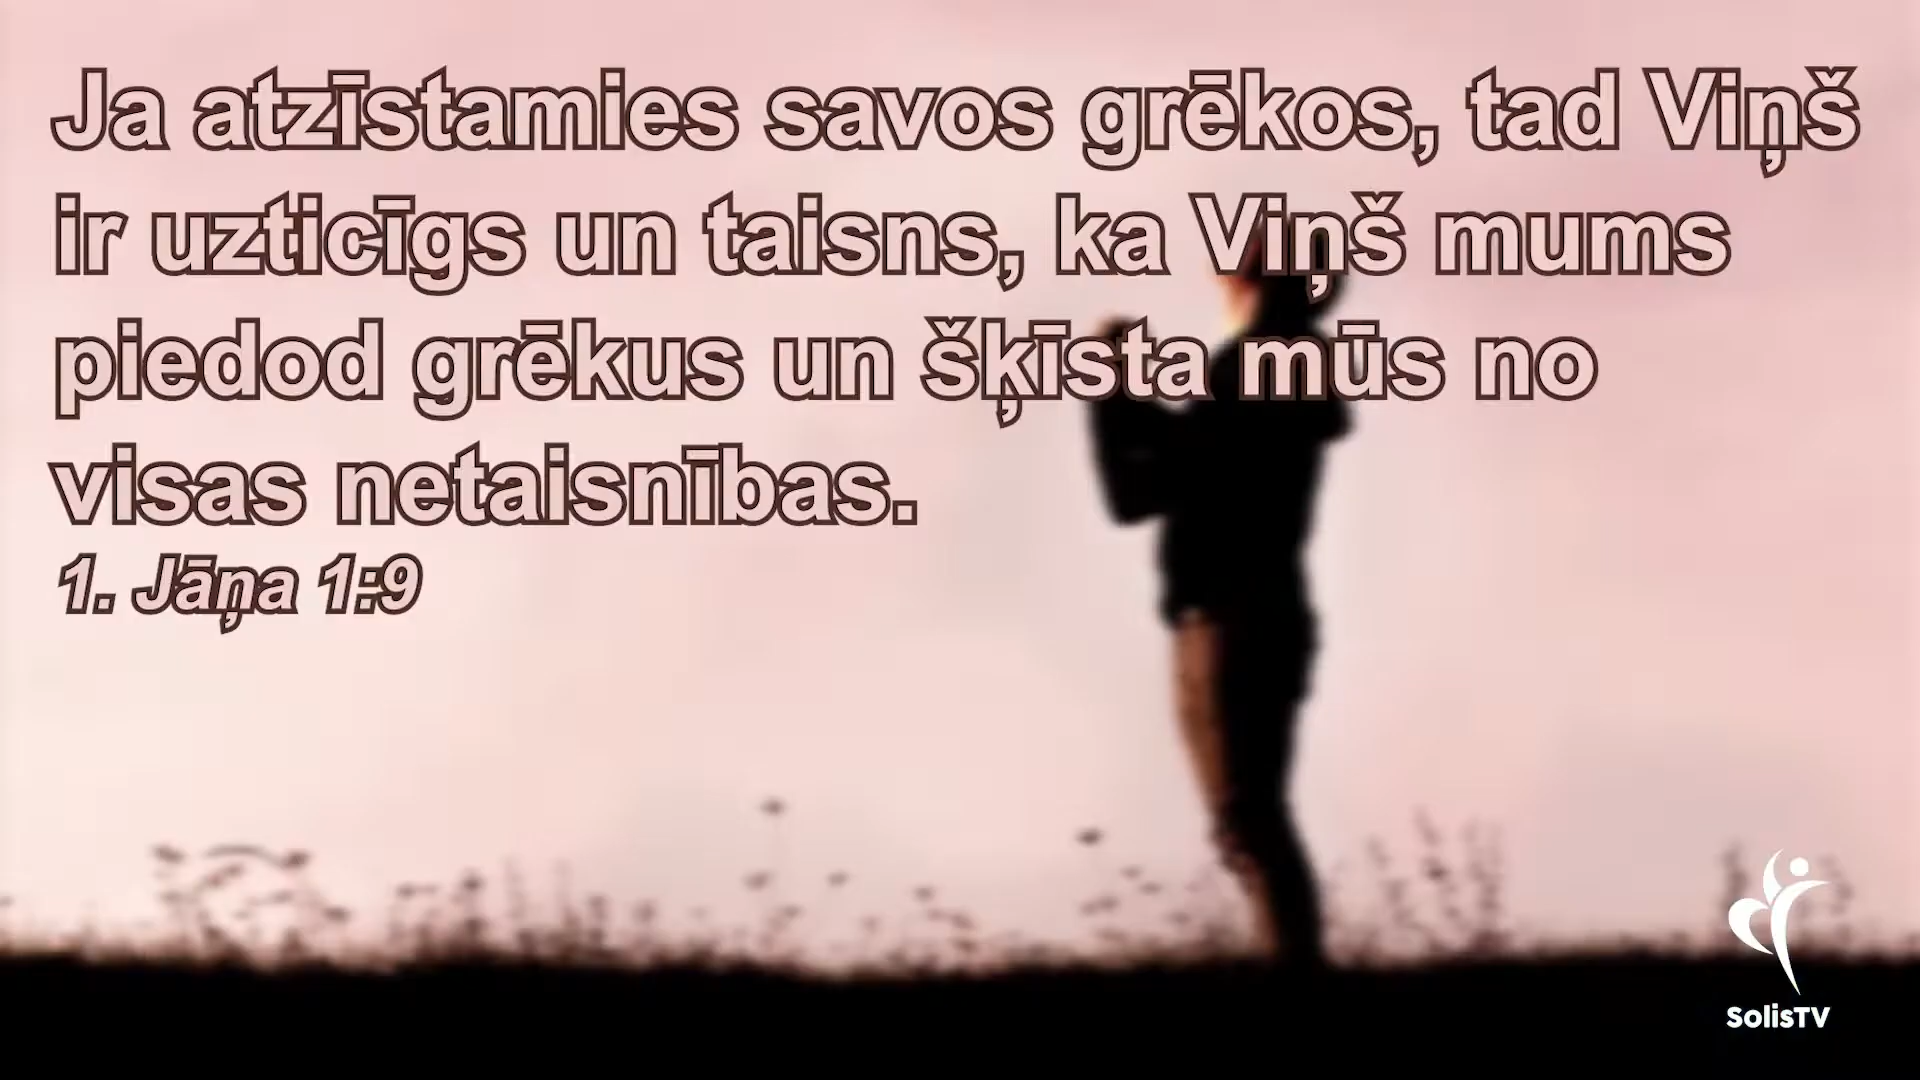 Ja atzīstamies savos grēkos, tad Viņš
ir uzticīgs un taisns, ka Viņš mums
piedod grēkus un šķīsta mūs no
visas netaisnības.
1. Jāņa 1:9
SolisTV